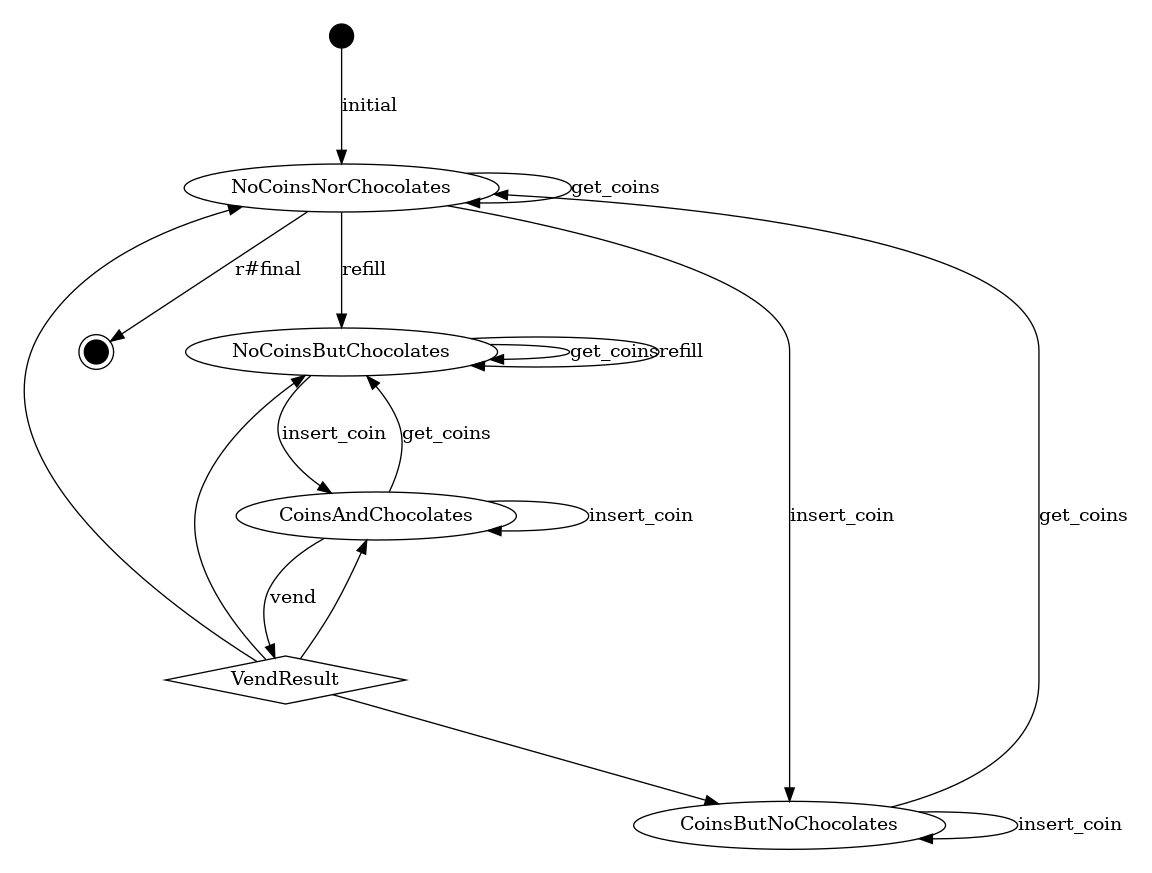 initial
NoCoinsNorChocolates
get_coins
r#final
refill
NoCoinsButChocolates
get_coins
refill
insert_coin
get_coins
CoinsAndChocolates
insert_coin
insert_coin
get_coins
vend
VendResult
CoinsButNoChocolates
insert_coin